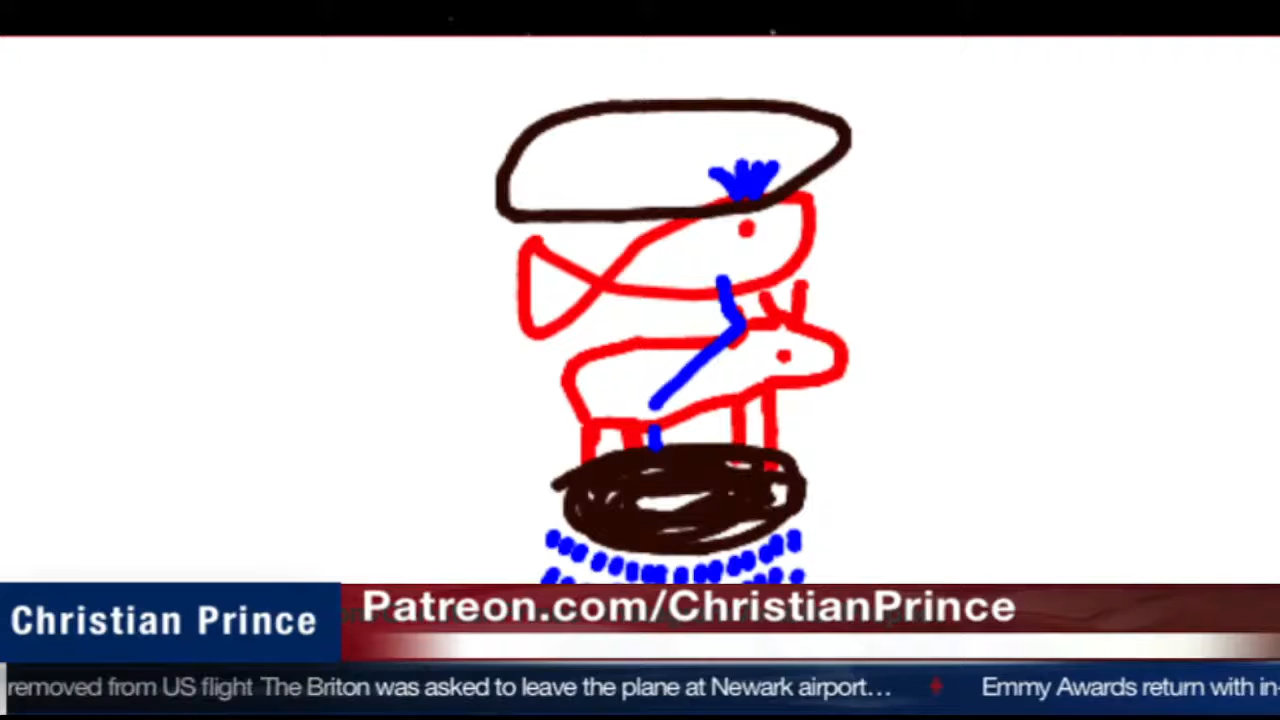 Christian Prince
Patreon.com/ChristianPrince
removed from US flight The Briton was asked to leave the plane at Newark airport… Emmy Awards return with in-